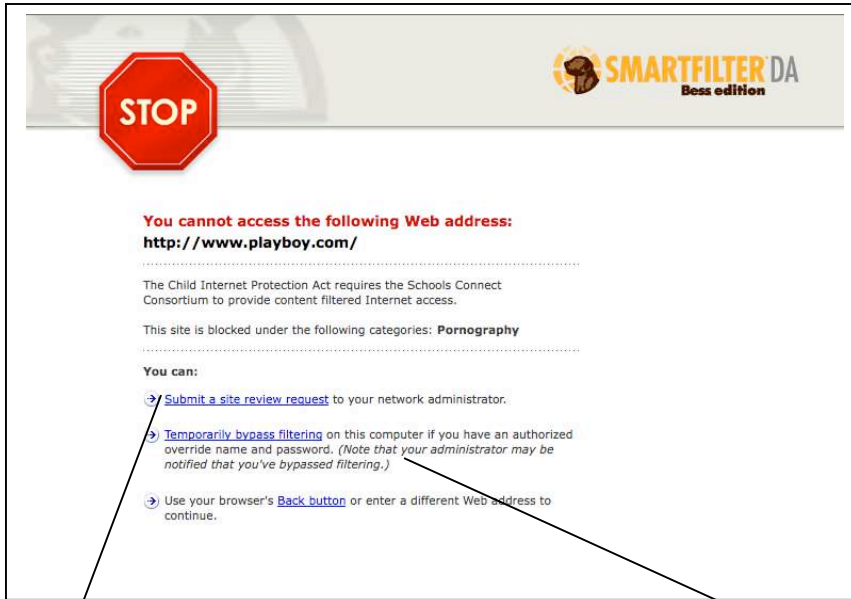 STOP
SMARTFILTER DA
Bess edition
You cannot access the following Web address:
http://www.playboy.com/
The Child Internet Protection Act requires the Schools Connect
Consortium to provide content filtered Internet access.
This site is blocked under the following categories: Pornography
You can:
Submit a site review request to your network administrator.
Temporarily bypass filtering on this computer if you have an authorized
override name and password. (Note that your administrator may be
notified that you've bypassed filtering.)
Use your browser's Back button or enter a different Web address to
continue.